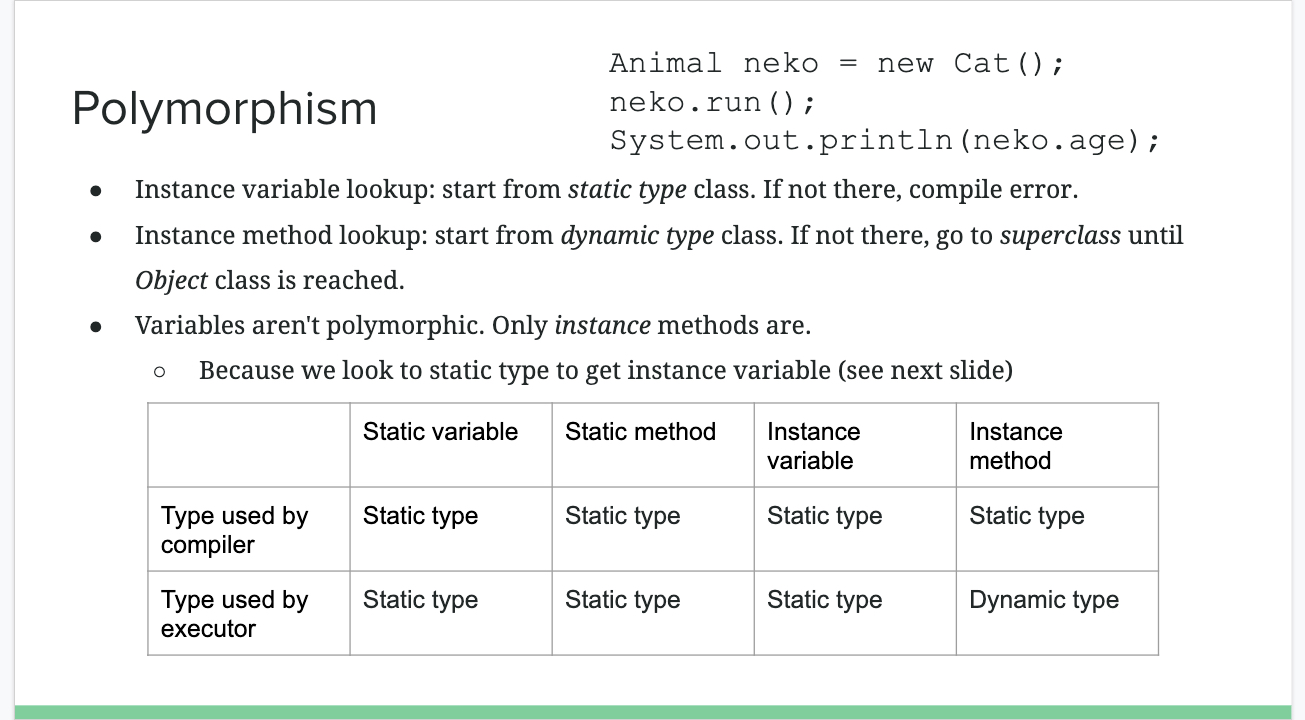 Polymorphism
Animal neko = new Cat();
neko.run();
System.out.println(neko.age);
● Instance variable lookup: start from static type class. If not there, compile error.
● Instance method lookup: start from dynamic type class. If not there, go to superclass until
Object class is reached.
● Variables aren't polymorphic. Only instance methods are.
○ Because we look to static type to get instance variable (see next slide)
Static variable Static method Instance variable Instance method
Type used by compiler Static type Static type Static type Static type
Type used by executor Static type Static type Static type Dynamic type